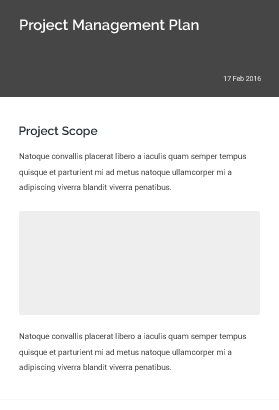 Project Management Plan
17 Feb 2016
Project Scope
Natoque convallis placerat libero a iaculis quam semper tempus
quisque et parturient mi ad metus natoque ullamcorper mi a
adipiscing viverra blandit viverra penatibus.
Natoque convallis placerat libero a iaculis quam semper tempus
quisque et parturient mi ad metus natoque ullamcorper mi a
adipiscing viverra blandit viverra penatibus.